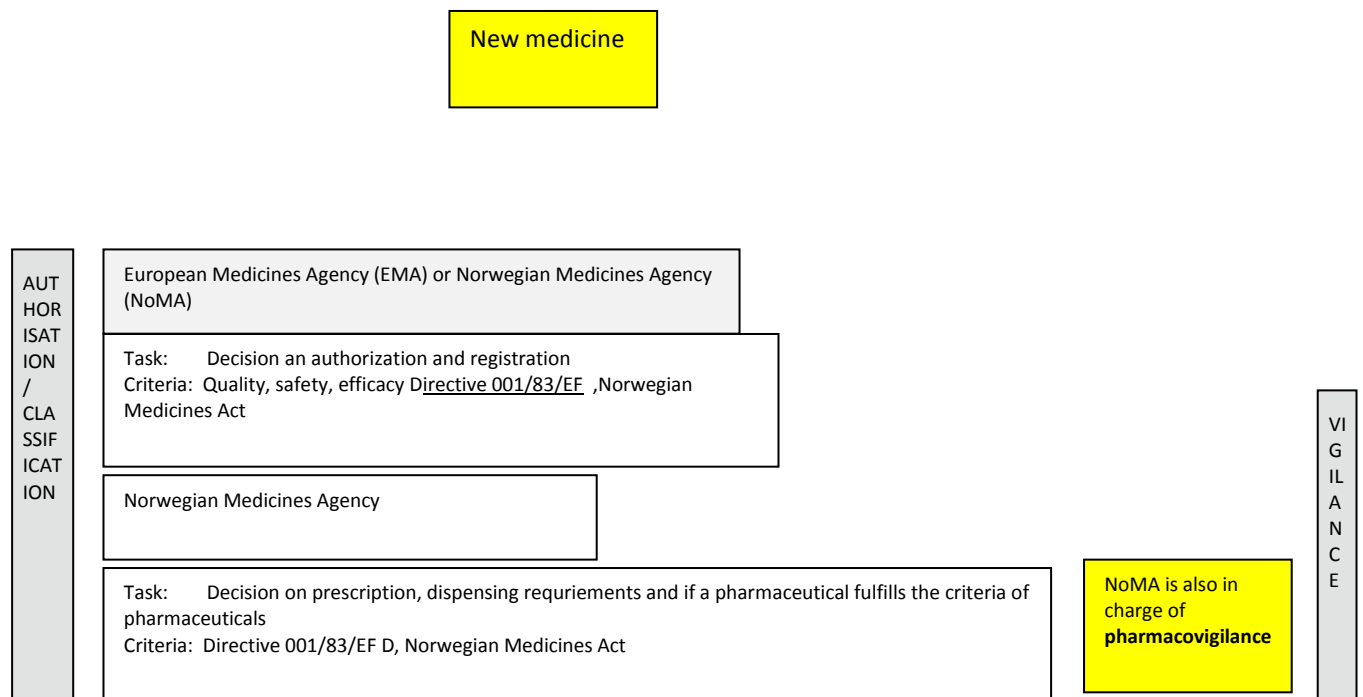 New medicine
AUT
HOR
ISAT
ION
/
CLA
SSIF
ICAT
ION
European Medicines Agency (EMA) or Norwegian Medicines Agency
(NoMA)
Task: Decision an authorization and registration
Criteria: Quality, safety, efficacy Directive 001/83/EF ,Norwegian
Medicines Act
Norwegian Medicines Agency
Task: Decision on prescription, dispensing requriements and if a pharmaceutical fulfills the criteria of
pharmaceuticals
Criteria: Directive 001/83/EF D, Norwegian Medicines Act
NoMA is also in
charge of
pharmacovigilance
VI
G
IL
A
N
C
E